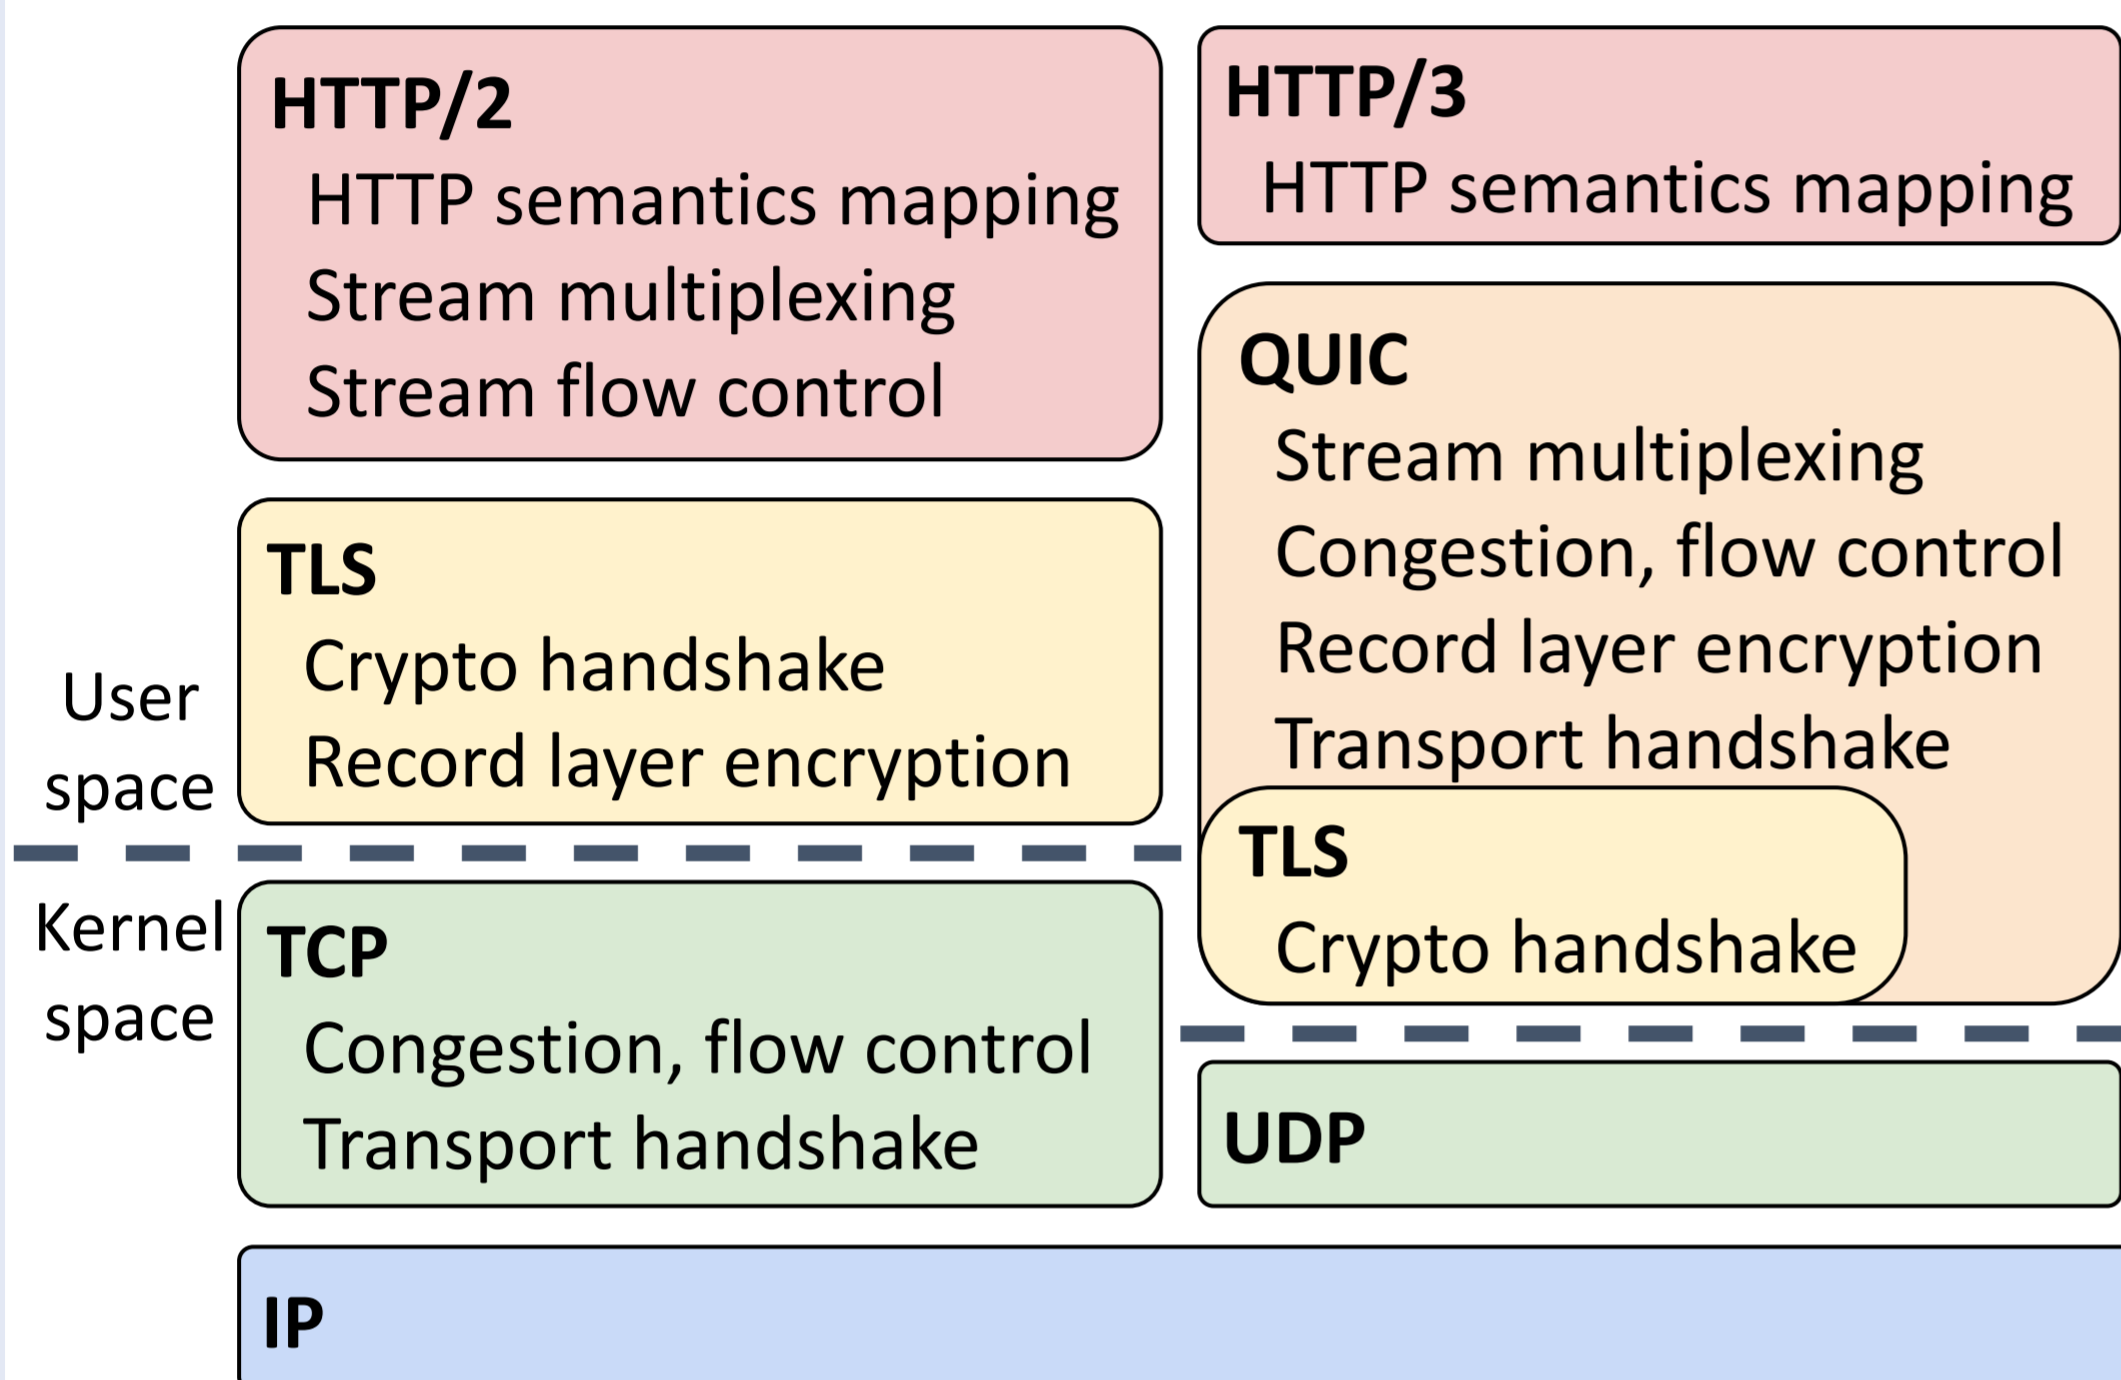 HTTP/2
HTTP semantics mapping
Stream multiplexing
Stream flow control
TLS
Crypto handshake
Record layer encryption
User
space
Kernel
space
TCP
Congestion, flow control
Transport handshake
HTTP/3
HTTP semantics mapping
QUIC
Stream multiplexing
Congestion, flow control
Record layer encryption
Transport handshake
TLS
Crypto handshake
UDP
IP